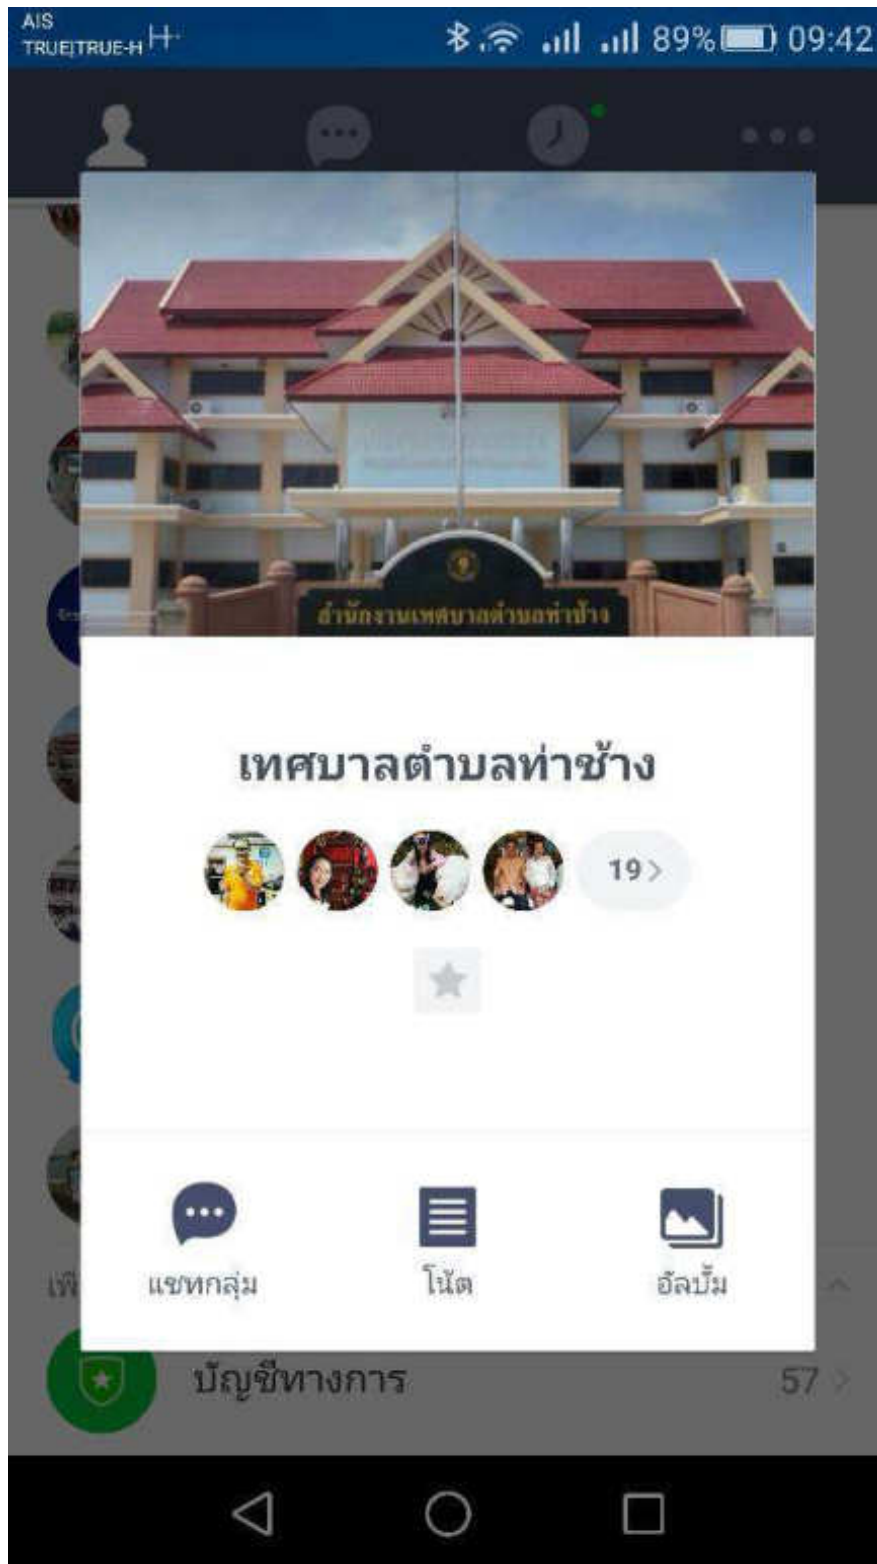 AIS
TRUE|TRUE-H H+
89% 09:42
สำนักงานเทศบาลตำบลท่าช้าง
เทศบาลตำบลท่าช้าง
19 >
แชทกลุ่ม
โน้ต
อัลบั้ม
บัญชีทางการ
57 >